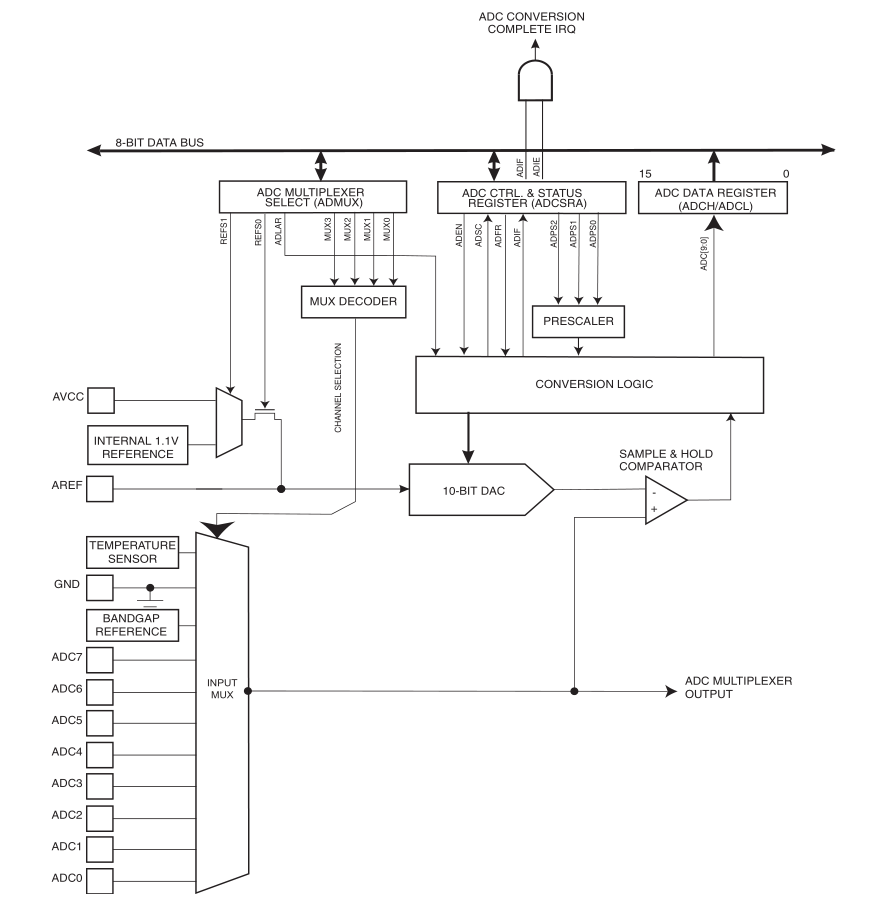 ADC CONVERSION
COMPLETE IRQ
8-BIT DATA BUS
ADIF
ADIE
15
0
ADC MULTIPLEXER
SELECT (ADMUX)
ADC CTRL. & STATUS
REGISTER (ADCSRA)
ADC DATA REGISTER
(ADCH/ADCL)
REFS1
REFS0
ADLAR
MUX3
MUX2
MUX1
MUX0
ADEN
ADSC
ADFR
ADIF
ADPS2
ADPS1
ADPS0
ADC[9:0]
MUX DECODER
PRESCALER
CHANNEL SELECTION
CONVERSION LOGIC
AVCC
INTERNAL 1.1V
REFERENCE
AREF
SAMPLE & HOLD
COMPARATOR
10-BIT DAC
-
+
TEMPERATURE
SENSOR
GND
BANDGAP
REFERENCE
ADC7
ADC6
ADC5
ADC4
ADC3
ADC2
ADC1
ADC0
INPUT
MUX
ADC MULTIPLEXER
OUTPUT